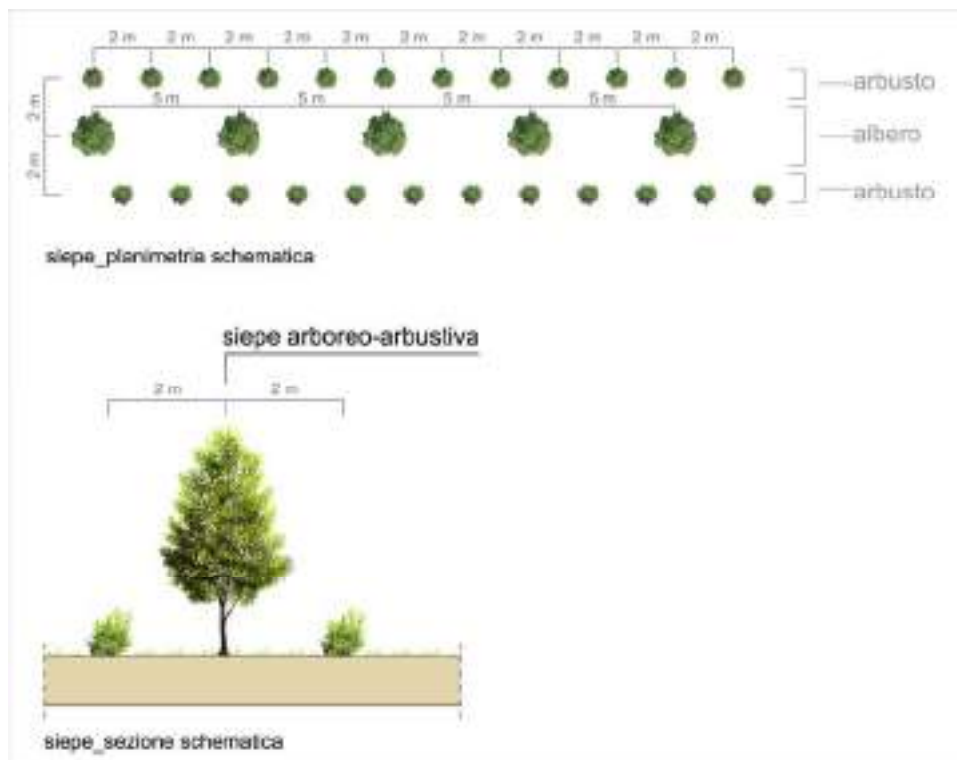 2 m 2 m 2 m 2 m 2 m 2 m 2 m 2 m 2 m 2 m 2 m
arbusto
5 m 5 m 5 m 5 m
2 m
albero
2 m
arbusto
siepe_planimetria schematica
siepe arboreo-arbustiva
2 m 2 m
siepe_sezione schematica